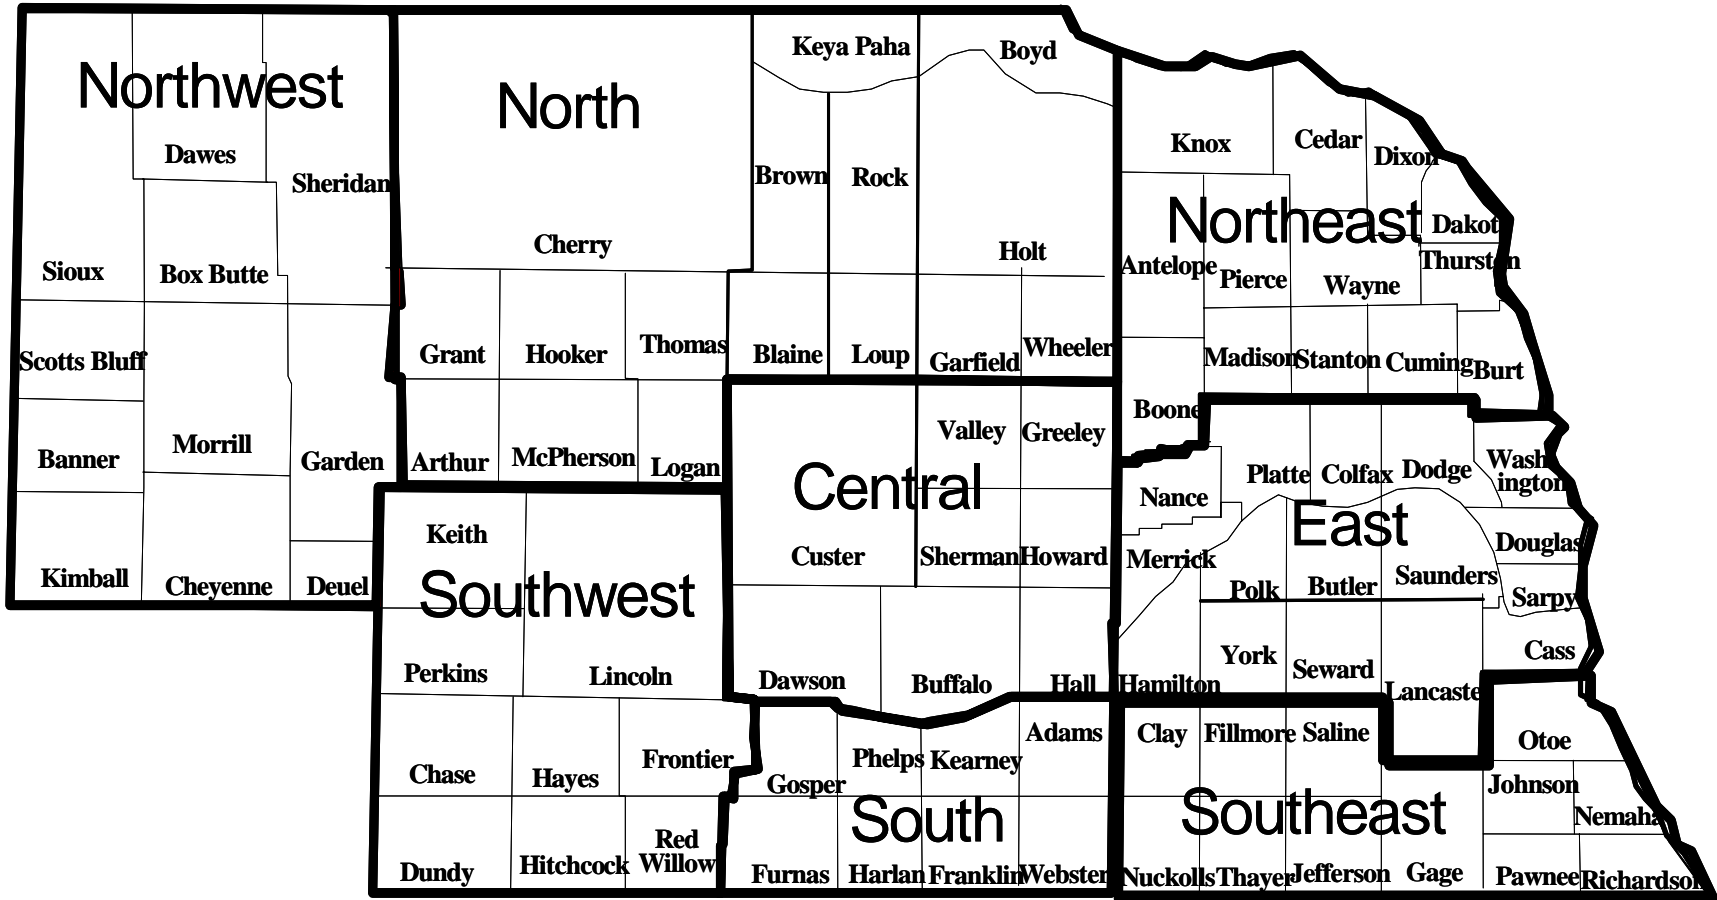 Keya Paha
Boyd
Northwest
North
Knox
Cedar
Dixon
Dawes
Sheridan
Brown
Rock
Northeast
Dakot
Cherry
Holt
Sioux
Box Butte
Antelope
Pierce
Wayne
Thurston
Scotts Bluff
Grant
Hooker
Thomas
Blaine
Loup
Garfield
Wheeler
Madison
Stanton
Cuming
Burt
Boone
Banner
Morrill
Garden
Arthur
McPherson
Logan
Valley
Greeley
Central
Platte
Colfax
Dodge
Wash
ington
Nance
Keith
East
Custer
Sherman
Howard
Merrick
Douglas
Kimball
Cheyenne
Deuel
Southwest
Polk
Butler
Saunders
Sarpy
York
Seward
Cass
Perkins
Lincoln
Dawson
Buffalo
Hall
Hamilton
Lancaste
Adams
Clay
Fillmore
Saline
Otoe
Chase
Hayes
Frontier
Gosper
Phelps
Kearney
Johnson
South
Southeast
Nemaha
Red
Willow
Dundy
Hitchcock
Furnas
Harlan
Franklin
Webster
Nuckolls
Thayer
Jefferson
Gage
Pawnee
Richardson